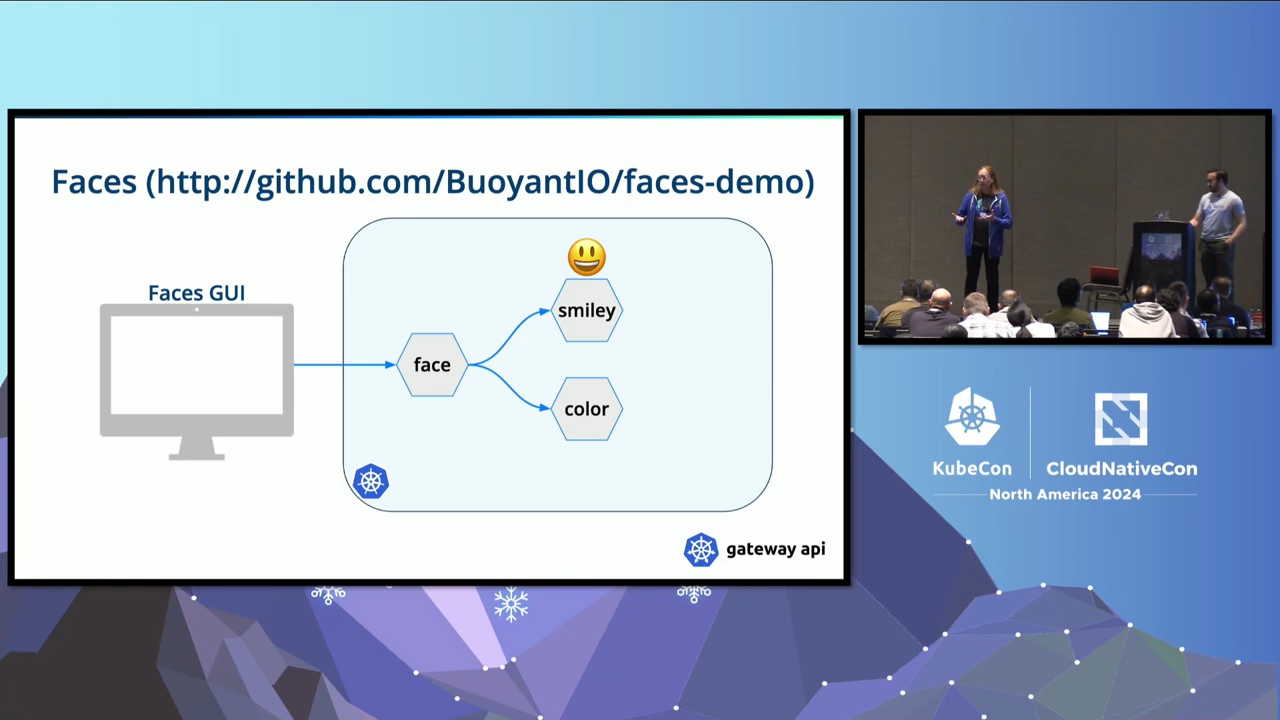 Faces (http://github.com/BuoyantIO/faces-demo)
Faces GUI
smiley
face
color
gateway api
KubeCon
CloudNativeCon
North America 2024